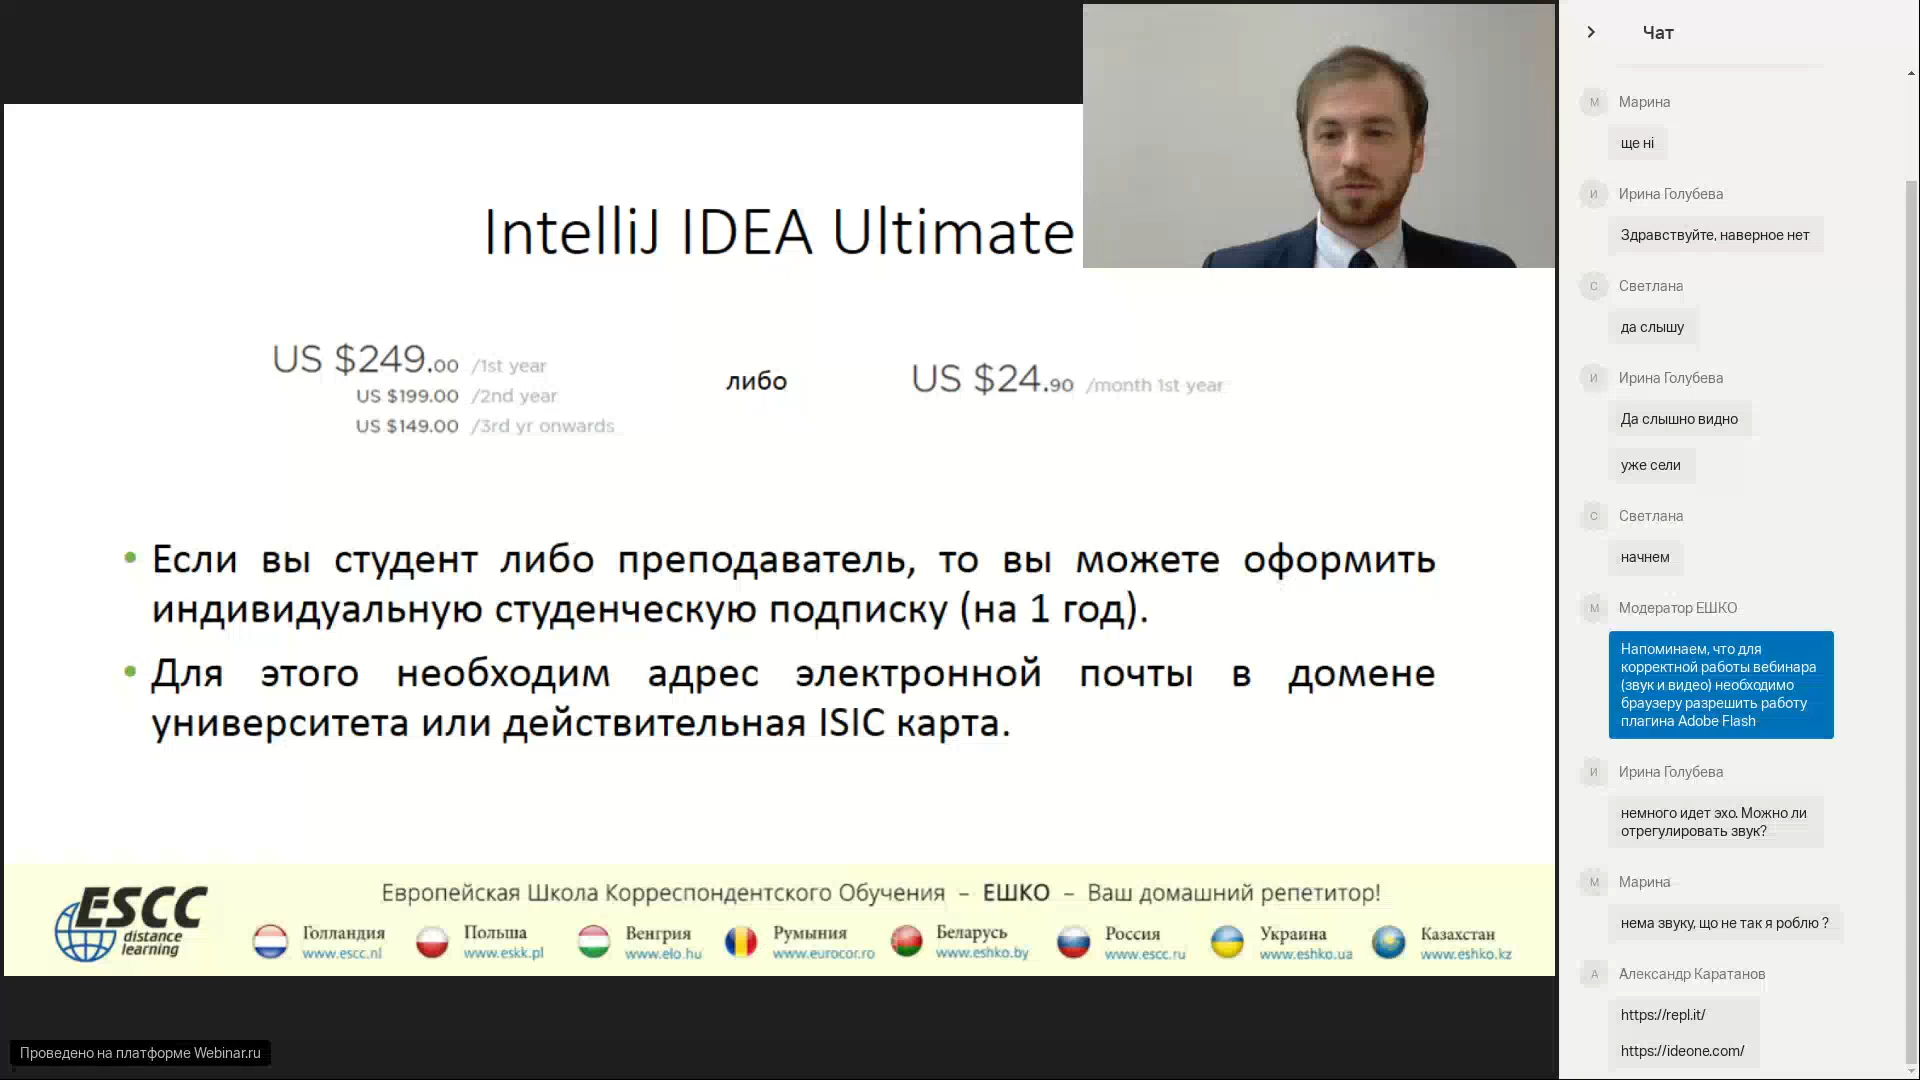 IntelliJ IDEA Ultimate
US $249.00 /1st year
US $199.00 /2nd year
US $149.00 /3rd yr onwards
либо
US $24.90 /month 1st year
• Если вы студент либо преподаватель, то вы можете оформить
индивидуальную студенческую подписку (на 1 год).
• Для этого необходим адрес электронной почты в домене
университета или действительная ISIC карта.
ESCC
distance
learning
Европейская Школа Корреспондентского Обучения – ЕШКО – Ваш домашний репетитор!
Голландия
www.escc.nl
Польша
www.eskk.pl
Венгрия
www.elo.hu
Румыния
www.eurocor.ro
Беларусь
www.eshko.by
Россия
www.escc.ru
Украина
www.eshko.ua
Казахстан
www.eshko.kz
Проведено на платформе Webinar.ru
Чат
М Марина
ще ні
И Ирина Голубева
Здравствуйте, наверное нет
С Светлана
да слышу
И Ирина Голубева
Да слышно видно
уже сели
С Светлана
начнем
М Модератор ЕШКО
Напоминаем, что для
корректной работы вебинара
(звук и видео) необходимо
браузеру разрешить работу
плагина Adobe Flash
И Ирина Голубева
немного идет эхо. Можно ли
отрегулировать звук?
М Марина
нема звуку, що не так я роблю ?
А Александр Каратанов
https://repl.it/
https://ideone.com/